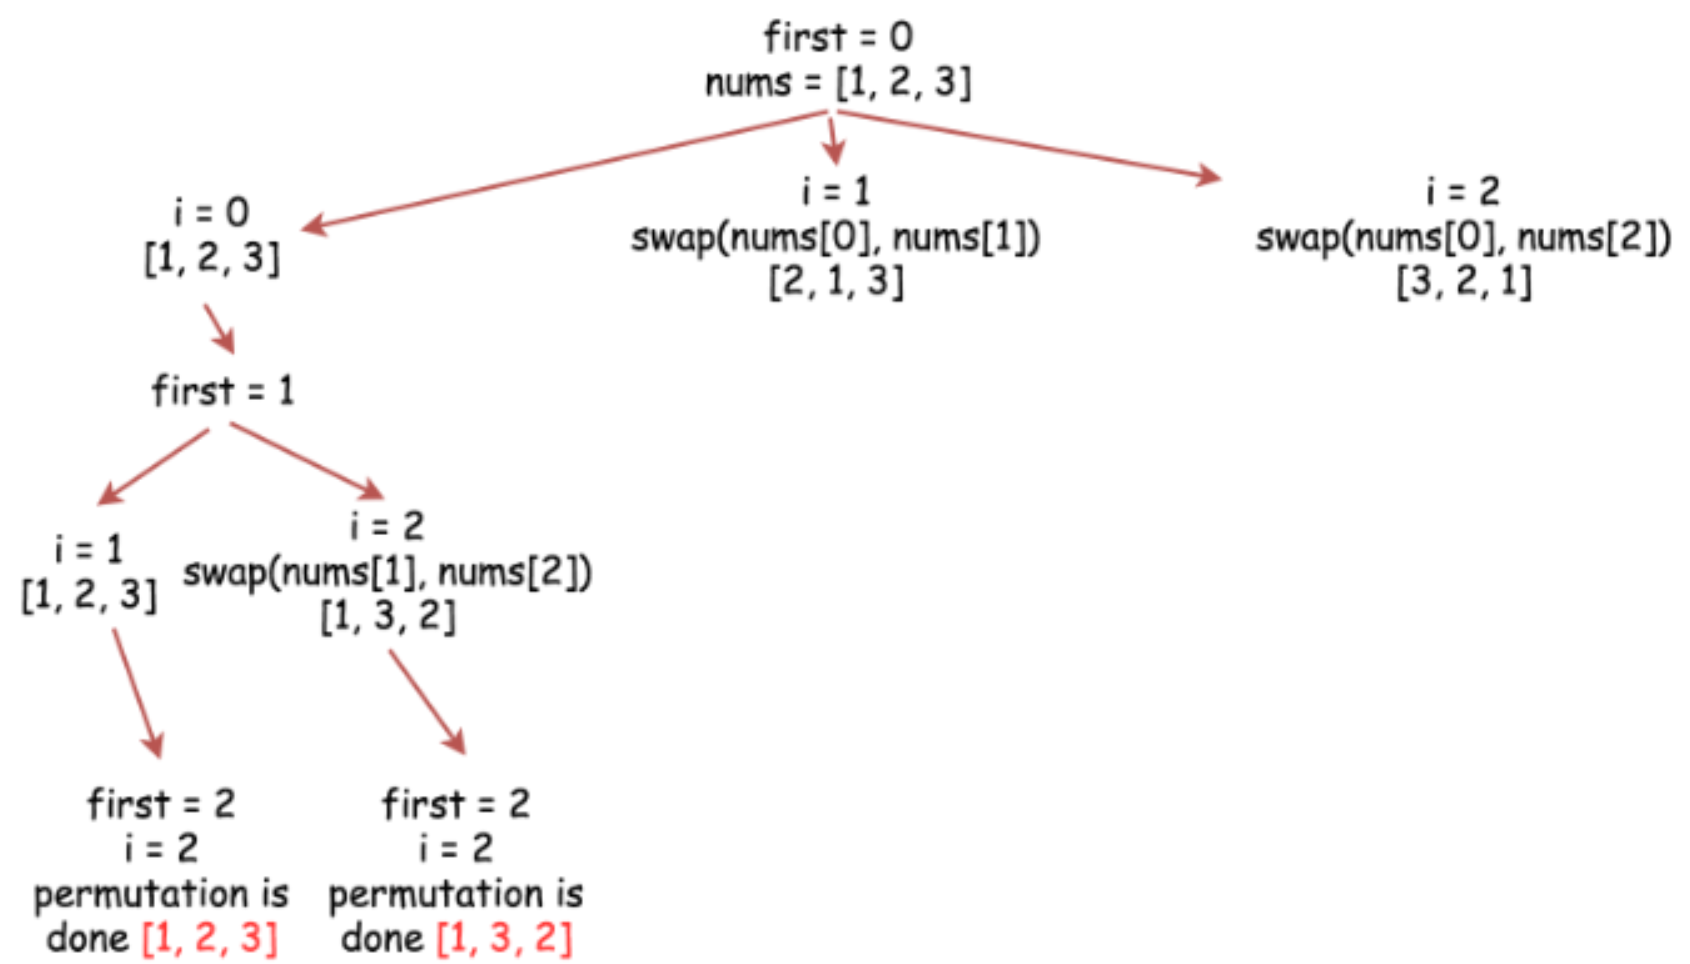 first = 0
nums = [1, 2, 3]
i = 0
[1, 2, 3]
i = 1
swap(nums[0], nums[1])
[2, 1, 3]
i = 2
swap(nums[0], nums[2])
[3, 2, 1]
first = 1
i = 1
[1, 2, 3]
i = 2
swap(nums[1], nums[2])
[1, 3, 2]
first = 2
i = 2
permutation is
done [1, 2, 3]
first = 2
i = 2
permutation is
done [1, 3, 2]